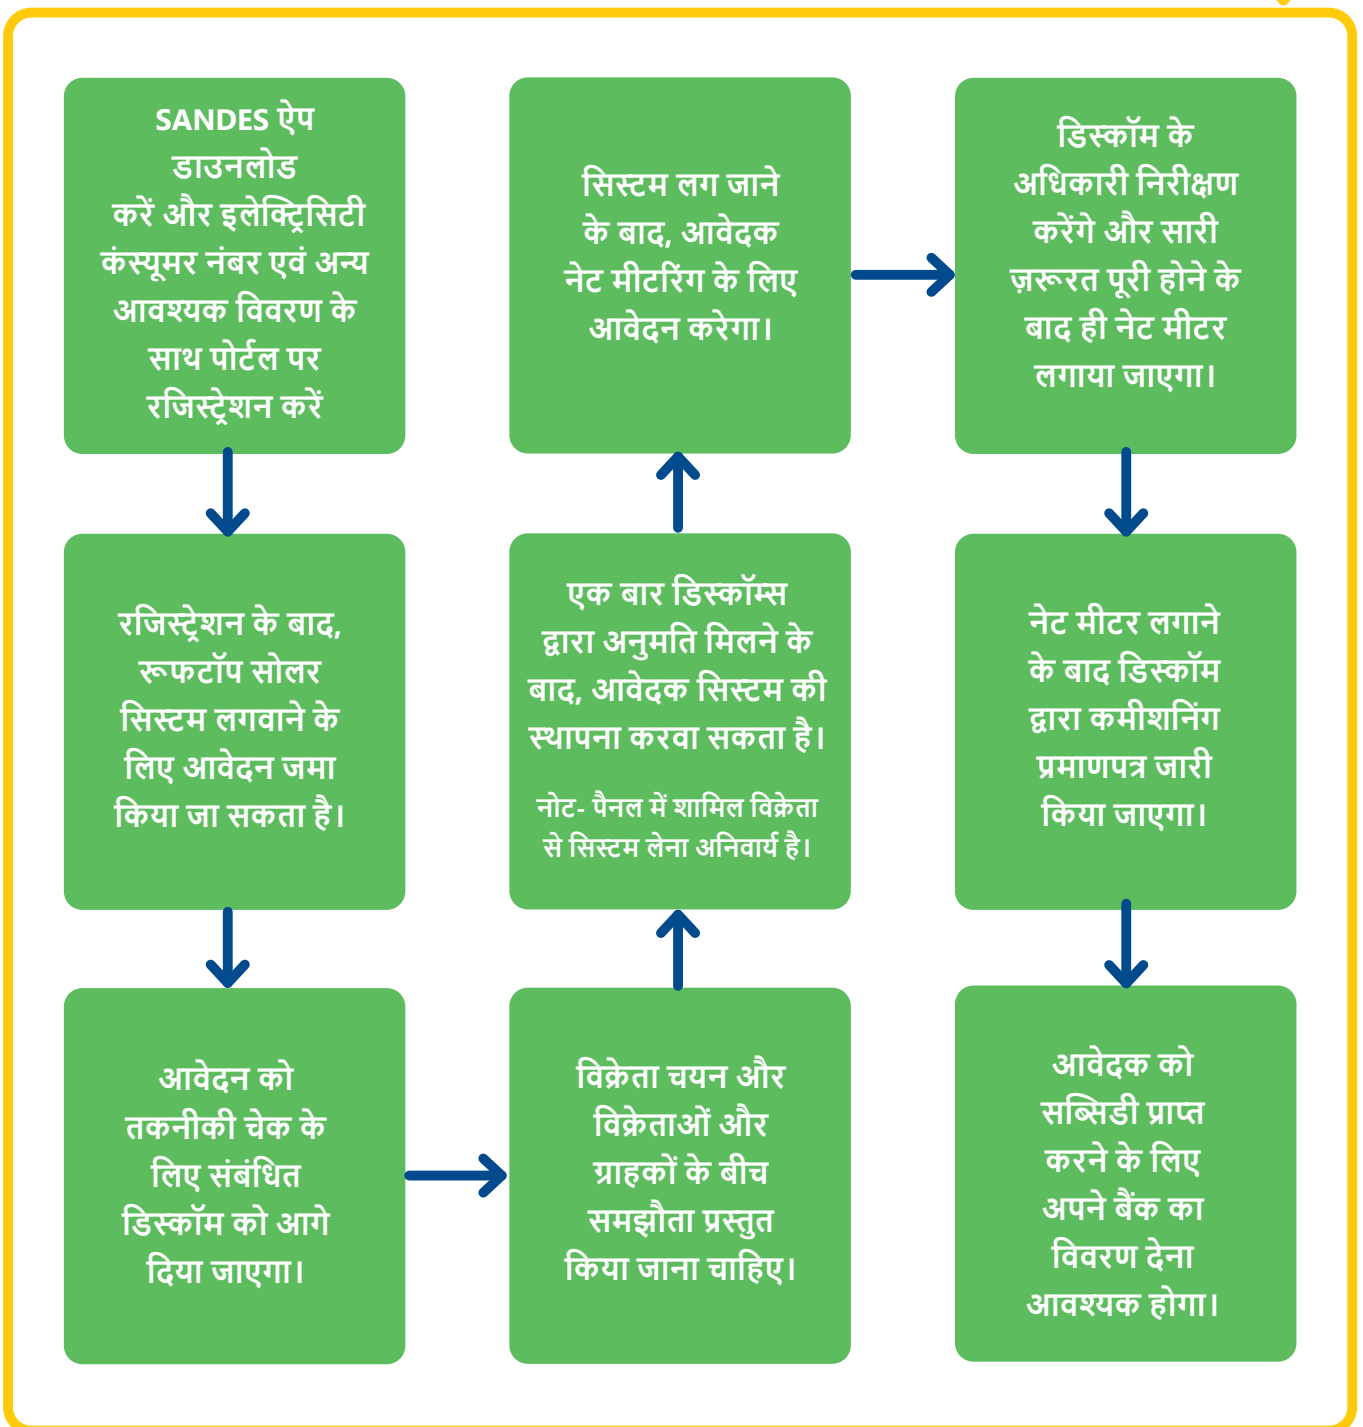 SANDES ऐप
डाउनलोड
करें और इलेक्ट्रिसिटी
कंस्यूमर नंबर एवं अन्य
आवश्यक विवरण के
साथ पोर्टल पर
रजिस्ट्रेशन करें
रजिस्ट्रेशन के बाद,
रूफटॉप सोलर
सिस्टम लगवाने के
लिए आवेदन जमा
किया जा सकता है।
आवेदन को
तकनीकी चेक के
लिए संबंधित
डिस्कॉम को आगे
दिया जाएगा।
विक्रेता चयन और
विक्रेताओं और
ग्राहकों के बीच
समझौता प्रस्तुत
किया जाना चाहिए।
एक बार डिस्कॉम्स
द्वारा अनुमति मिलने के
बाद, आवेदक सिस्टम की
स्थापना करवा सकता है।
नोट- पैनल में शामिल विक्रेता
से सिस्टम लेना अनिवार्य है।
सिस्टम लग जाने
के बाद, आवेदक
नेट मीटरिंग के लिए
आवेदन करेगा।
डिस्कॉम के
अधिकारी निरीक्षण
करेंगे और सारी
ज़रूरत पूरी होने के
बाद ही नेट मीटर
लगाया जाएगा।
नेट मीटर लगाने
के बाद डिस्कॉम
द्वारा कमीशनिंग
प्रमाणपत्र जारी
किया जाएगा।
आवेदक को
सब्सिडी प्राप्त
करने के लिए
अपने बैंक का
विवरण देना
आवश्यक होगा।